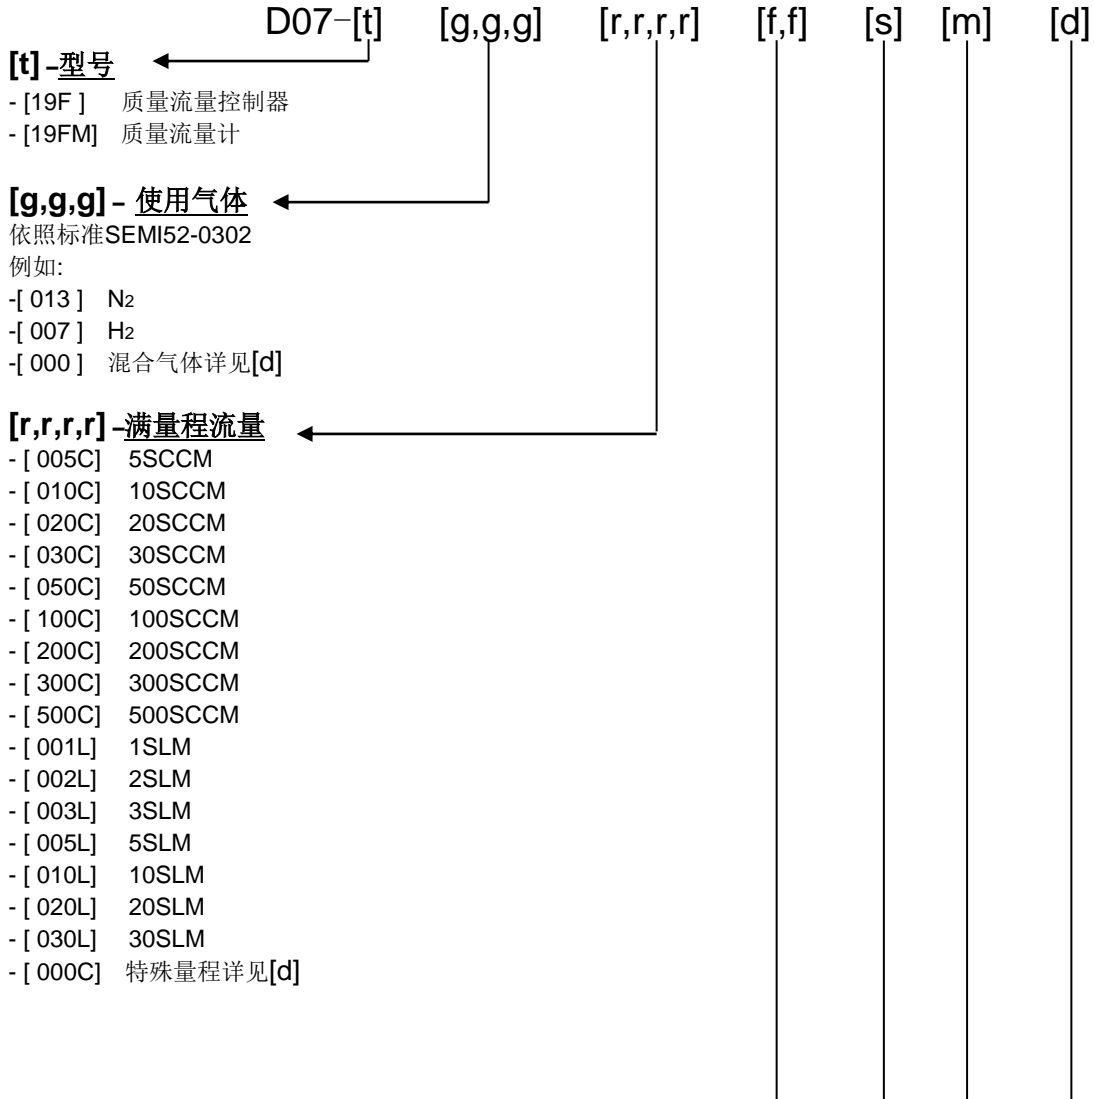 D07-[t] [g,g,g] [r,r,r,r] [f,f] [s] [m] [d]
[t] -型号
- [19F ] 质量流量控制器
- [19FM] 质量流量计
[g,g,g] - 使用气体
依照标准SEMI52-0302
例如:
-[ 013 ] N2
-[ 007 ] H2
-[ 000 ] 混合气体详见[d]
[r,r,r,r] -满量程流量
- [ 005C] 5SCCM
- [ 010C] 10SCCM
- [ 020C] 20SCCM
- [ 030C] 30SCCM
- [ 050C] 50SCCM
- [ 100C] 100SCCM
- [ 200C] 200SCCM
- [ 300C] 300SCCM
- [ 500C] 500SCCM
- [ 001L] 1SLM
- [ 002L] 2SLM
- [ 003L] 3SLM
- [ 005L] 5SLM
- [ 010L] 10SLM
- [ 020L] 20SLM
- [ 030L] 30SLM
- [ 000C] 特殊量程详见[d]